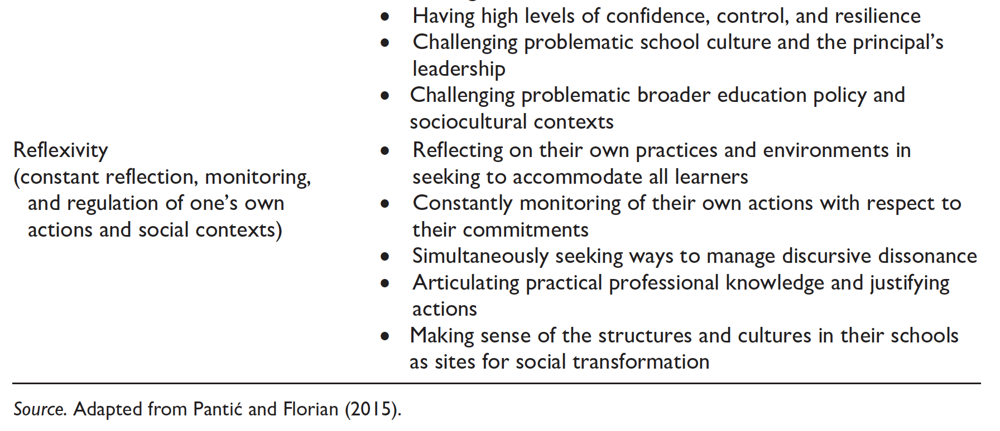 • Having high levels of confidence, control, and resilience
• Challenging problematic school culture and the principal’s
leadership
• Challenging problematic broader education policy and
sociocultural contexts
Reflexivity
(constant reflection, monitoring,
and regulation of one’s own
actions and social contexts)
• Reflecting on their own practices and environments in
seeking to accommodate all learners
• Constantly monitoring of their own actions with respect to
their commitments
• Simultaneously seeking ways to manage discursive dissonance
• Articulating practical professional knowledge and justifying
actions
• Making sense of the structures and cultures in their schools
as sites for social transformation
Source. Adapted from Pantić and Florian (2015).